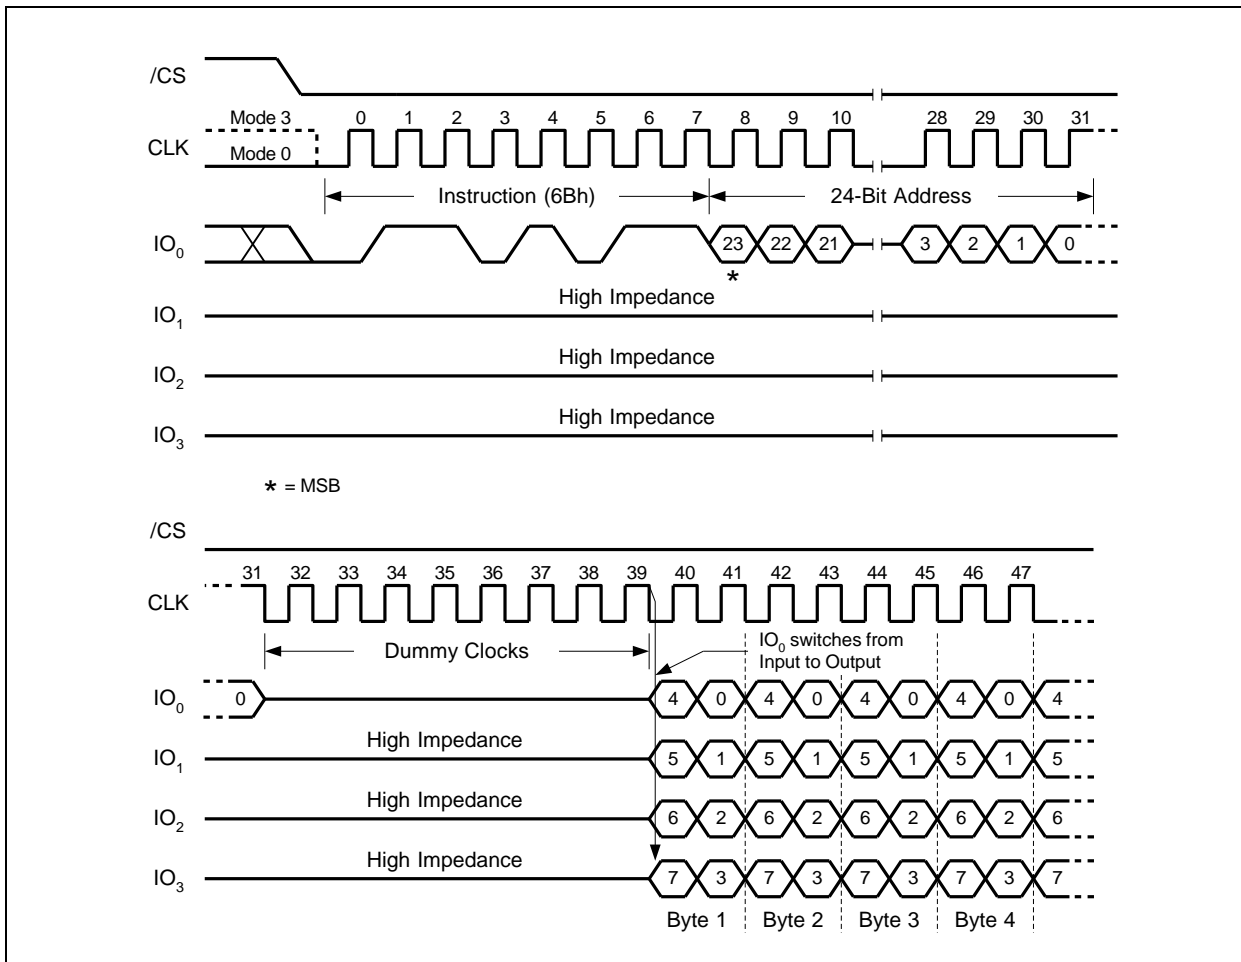 /CS
Mode 3 0 1 2 3 4 5 6 7 8 9 10 28 29 30 31
CLK
Mode 0
Instruction (6Bh) 24-Bit Address
IO0 23 22 21 3 2 1 0
*
High Impedance
IO1
High Impedance
IO2
High Impedance
IO3
* = MSB
/CS
31 32 33 34 35 36 37 38 39 40 41 42 43 44 45 46 47
CLK
Dummy Clocks
IO0 switches from
Input to Output
IO0 0 4 0 4 0 4 0 4 0 4
High Impedance
IO1 5 1 5 1 5 1 5 1 5
High Impedance
IO2 6 2 6 2 6 2 6 2 6
High Impedance
IO3 7 3 7 3 7 3 7 3 7
Byte 1 Byte 2 Byte 3 Byte 4